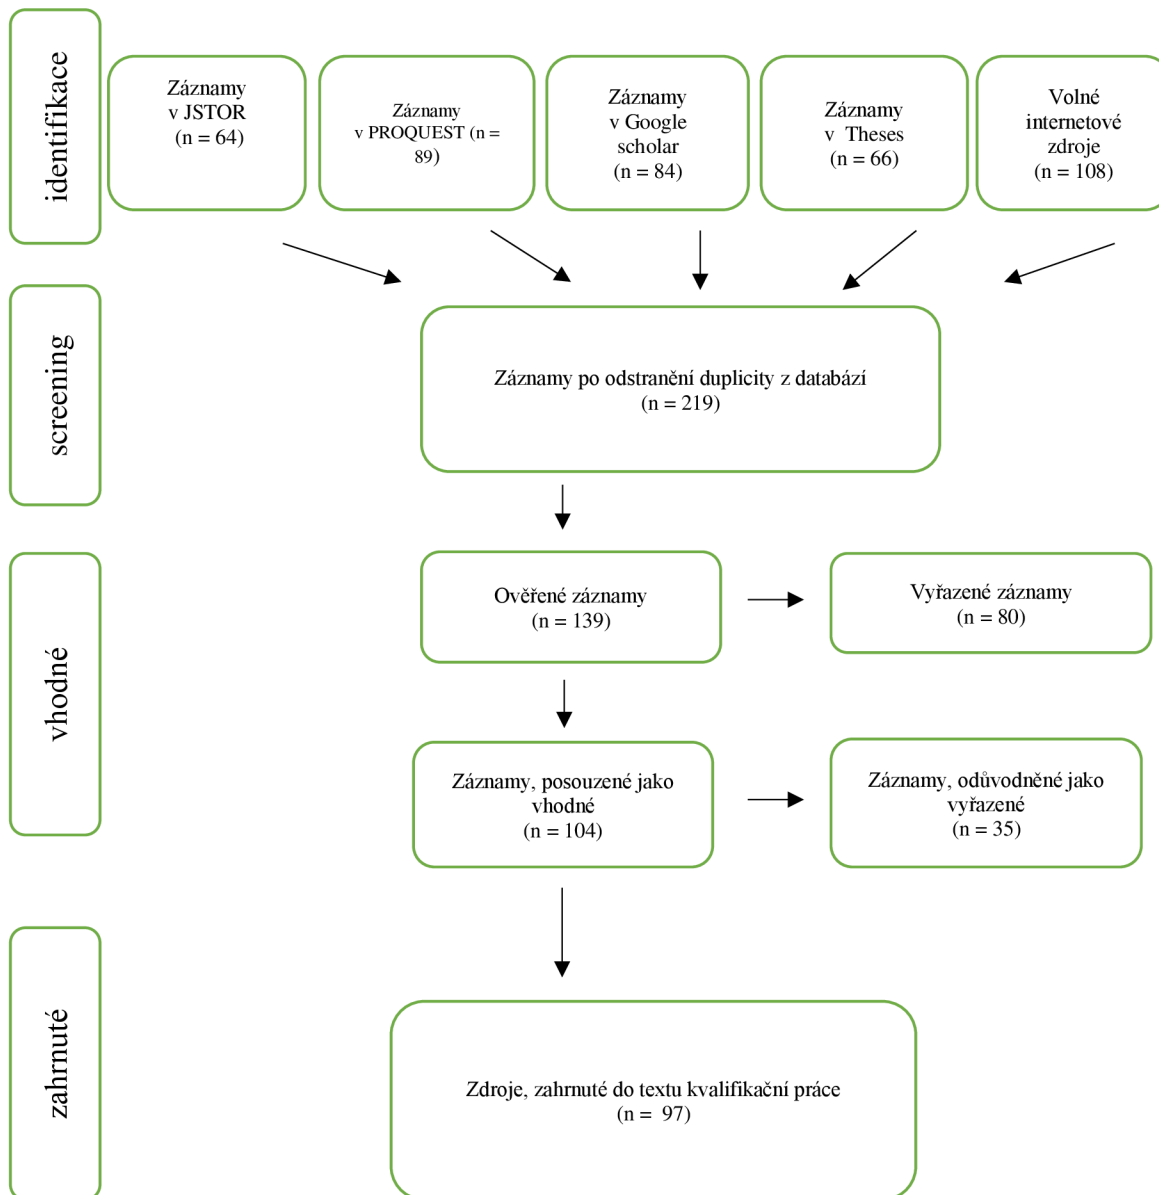 identifikace
Záznamy
v JSTOR
(n = 64)
Záznamy
v PROQUEST (n =
89)
Záznamy
v Google
scholar
(n = 84)
Záznamy
v Theses
(n = 66)
Volné
internetové
zdroje
(n = 108)
screening
Záznamy po odstranění duplicity z databází
(n = 219)
vhodné
Ověřené záznamy
(n = 139)
Vyřazené záznamy
(n = 80)
Záznamy, posouzené jako
vhodné
(n = 104)
Záznamy, odůvodněné jako
vyřazené
(n = 35)
zahrnuté
Zdroje, zahrnuté do textu kvalifikační práce
(n = 97)